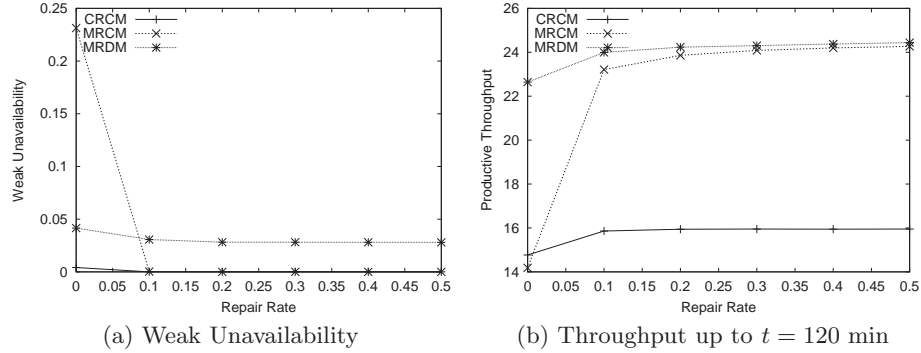 CRCM
MRCM
MRDM
0.25
0.2
0.15
0.1
0.05
0
Weak Unavailability
0 0.05 0.1 0.15 0.2 0.25 0.3 0.35 0.4 0.45 0.5
Repair Rate
(a) Weak Unavailability
CRCM
MRCM
MRDM
26
24
22
20
18
16
14
Productive Throughput
0 0.05 0.1 0.15 0.2 0.25 0.3 0.35 0.4 0.45 0.5
Repair Rate
(b) Throughput up to t = 120 min